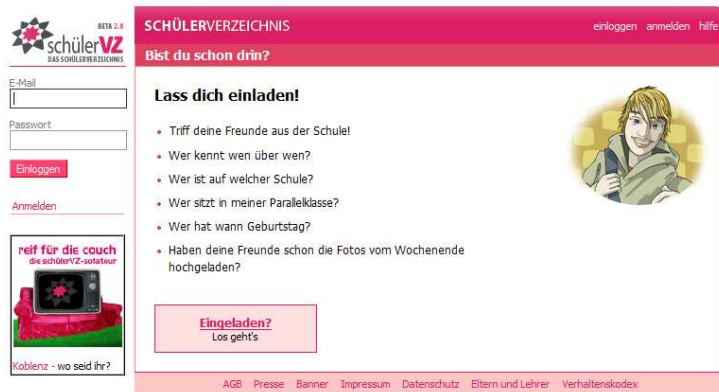 BETA 2.0
schülerVZ
DAS SCHÜLERVERZEICHNIS
E-Mail
Passwort
Einloggen
Anmelden
reif für die couch
die schülerVZ-sofatour
Koblenz - wo seid ihr?
SCHÜLERVERZEICHNIS
einloggen anmelden hilfe
Bist du schon drin?
Lass dich einladen!
Triff deine Freunde aus der Schule!
Wer kennt wen über wen?
Wer ist auf welcher Schule?
Wer sitzt in meiner Parallelklasse?
Wer hat wann Geburtstag?
Haben deine Freunde schon die Fotos vom Wochenende
hochgeladen?
Eingeladen?
Los geht's
AGB Presse Banner Impressum Datenschutz Eltern und Lehrer Verhaltenskodex